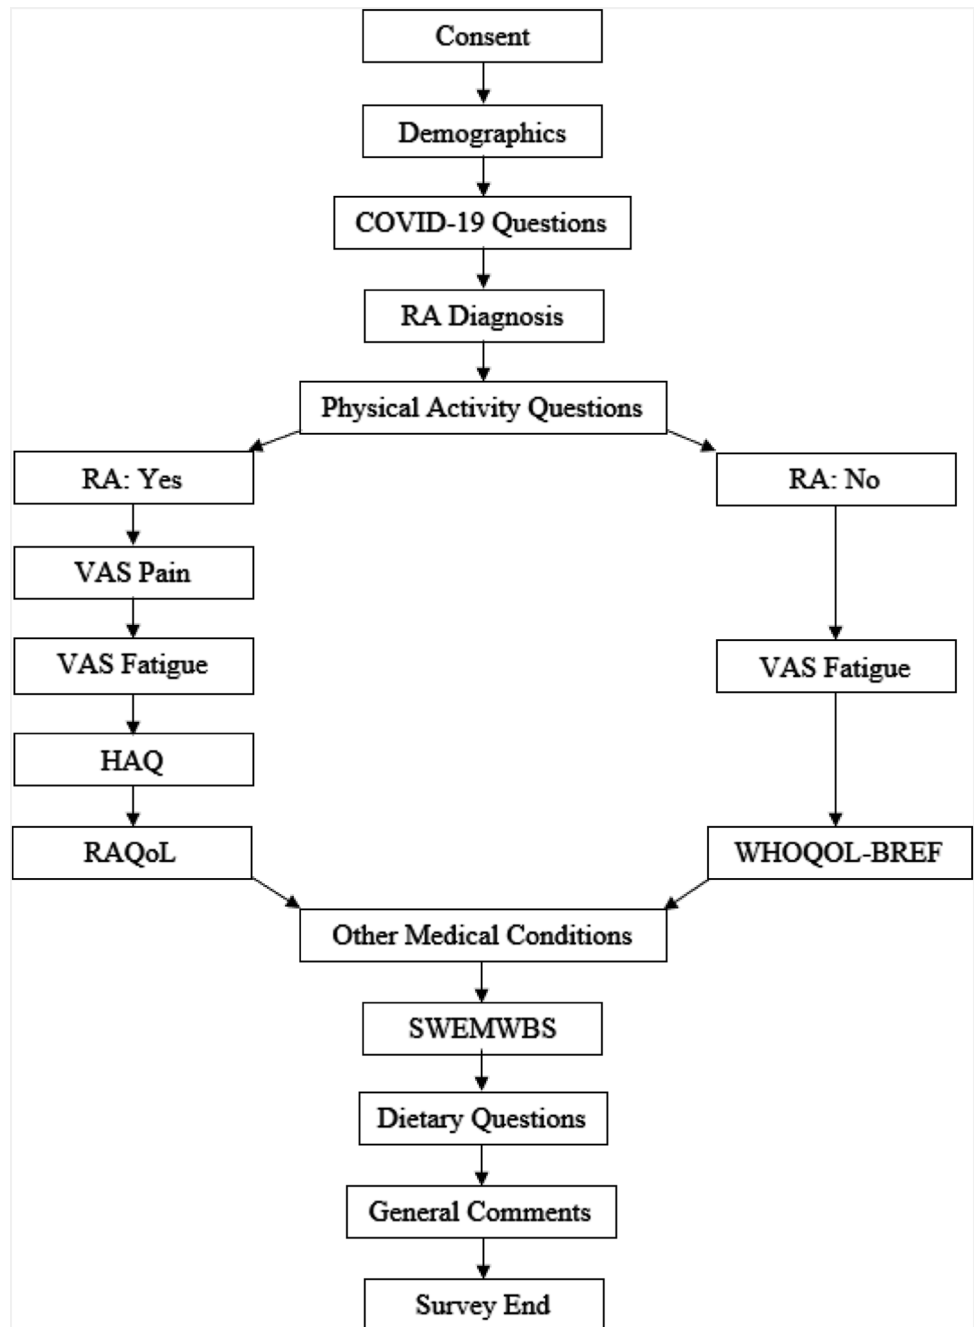 Consent
Demographics
COVID-19 Questions
RA Diagnosis
Physical Activity Questions
RA: Yes
RA: No
VAS Pain
VAS Fatigue
VAS Fatigue
HAQ
RAQoL
WHOQOL-BREF
Other Medical Conditions
SWEMWBS
Dietary Questions
General Comments
Survey End